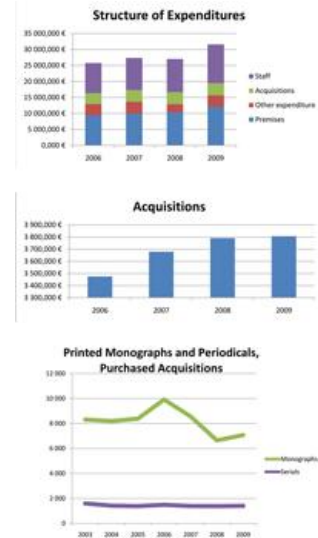 Structure of Expenditures
35 000,000 €
30 000,000 €
25 000,000 €
20 000,000 €
15 000,000 €
10 000,000 €
5 000,000 €
0,000 €
2006 2007 2008 2009
Staff
Acquisitions
Other expenditure
Premises
Acquisitions
3 900,000 €
3 800,000 €
3 700,000 €
3 600,000 €
3 500,000 €
3 400,000 €
3 300,000 €
2006 2007 2008 2009
Printed Monographs and Periodicals,
Purchased Acquisitions
12 000
10 000
8 000
6 000
4 000
2 000
0
2003 2004 2005 2006 2007 2008 2009
Monographs
Serials